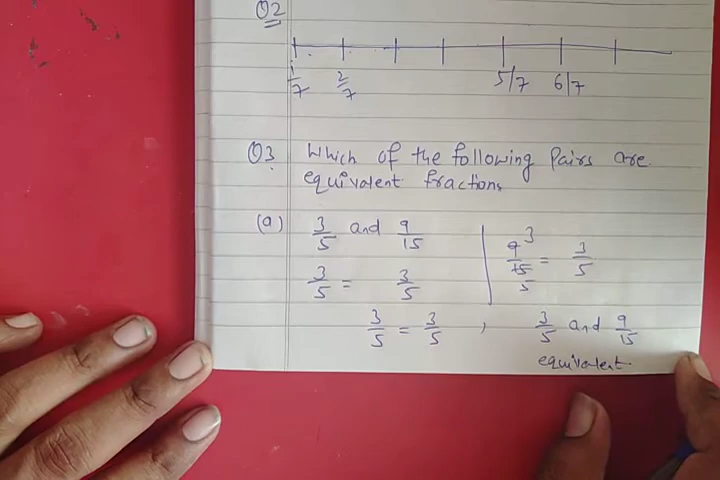 Q2
1/7 2/7 5/7 6/7
Q3 Which of the following Pairs are
equivalent fractions
(a) 3/5 and 9/15
9/15 3 5 = 3/5
3/5 = 3/5
3/5 = 3/5 , 3/5 and 9/15
equivalent.